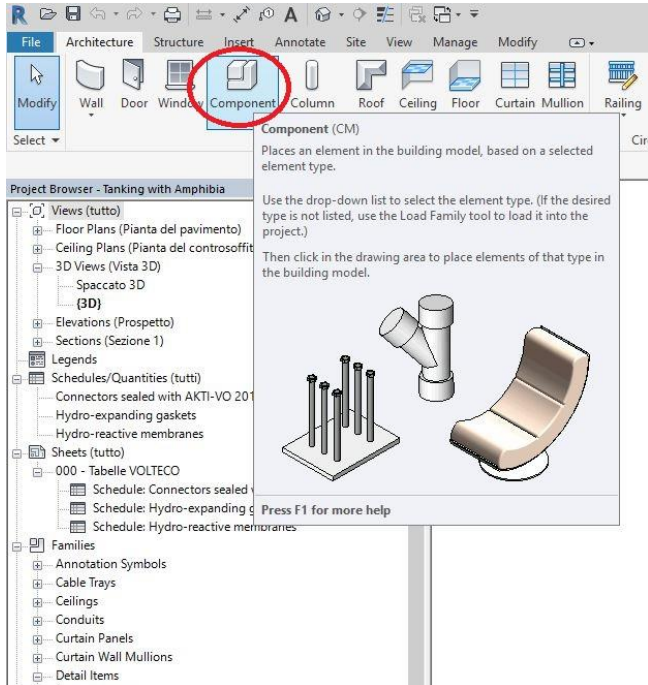 R
A
File Architecture Structure Insert Annotate Site View Manage Modify
Modify Wall Door Window Component Column Roof Ceiling Floor Curtain Mullion Railing
Select
Component (CM)
Places an element in the building model, based on a selected
element type.
Use the drop-down list to select the element type. (If the desired
type is not listed, use the Load Family tool to load it into the
project.)
Then click in the drawing area to place elements of that type in
the building model.
Press F1 for more help
Project Browser - Tanking with Amphibia
Views (tutto)
Floor Plans (Pianta del pavimento)
Ceiling Plans (Pianta del controsoffit
3D Views (Vista 3D)
Spaccato 3D
{3D}
Elevations (Prospetto)
Sections (Sezione 1)
Legends
Schedules/Quantities (tutti)
Connectors sealed with AKTI-VO 201
Hydro-expanding gaskets
Hydro-reactive membranes
Sheets (tutto)
000 - Tabelle VOLTECO
Schedule: Connectors sealed
Schedule: Hydro-expanding g
Schedule: Hydro-reactive membranes
Families
Annotation Symbols
Cable Trays
Ceilings
Conduits
Curtain Panels
Curtain Wall Mullions
Detail Items